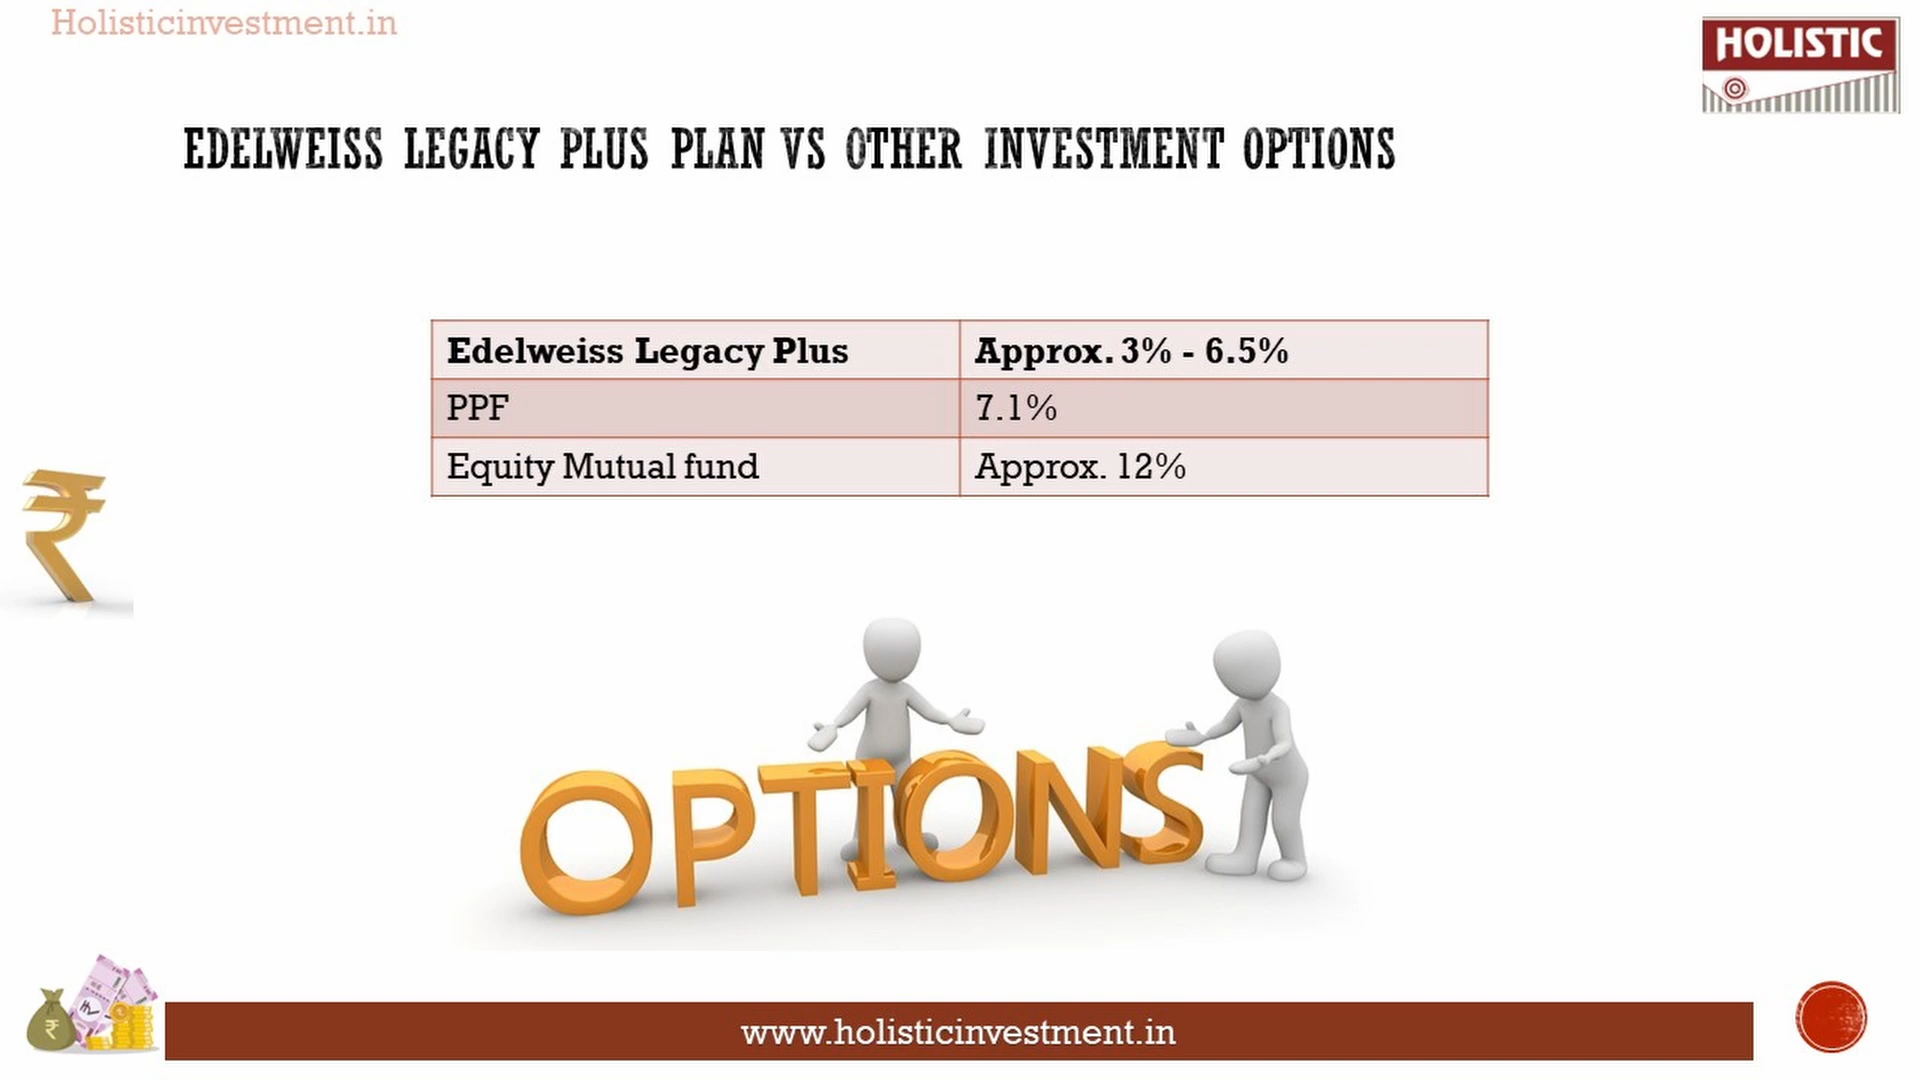 Holisticinvestment.in
HOLISTIC
EDELWEISS LEGACY PLUS PLAN VS OTHER INVESTMENT OPTIONS
Edelweiss Legacy Plus Approx. 3% - 6.5%
PPF 7.1%
Equity Mutual fund Approx. 12%
₹
OPTIONS
₹
www.holisticinvestment.in